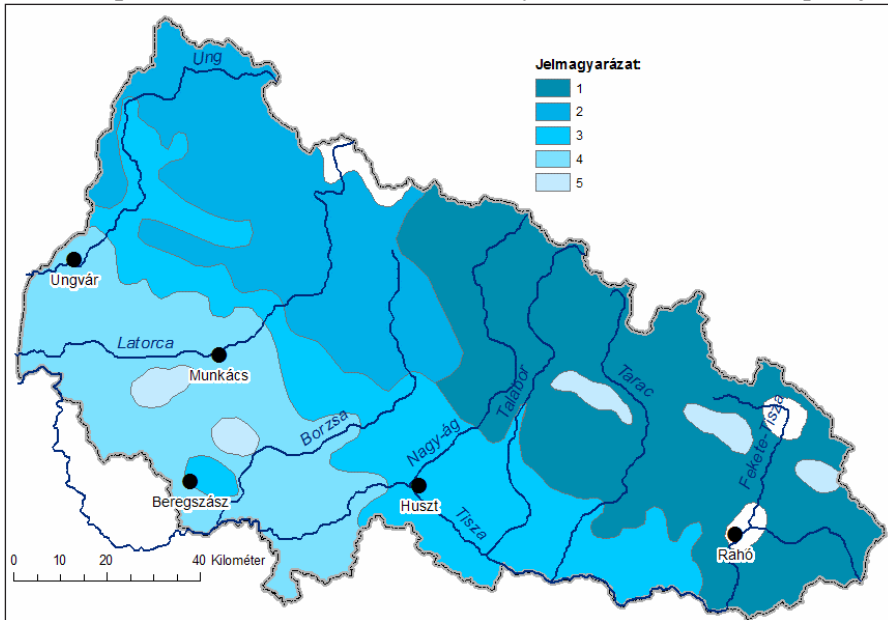 Ung
Jelmagyarázat:
1
2
3
4
5
Ungvár
Latorca
Munkács
Borzsa
Nagy-ág
Talabor
Tarac
Fekete-Tisza
Beregszász
Huszt
Tisza
Rahó
0 10 20 40 Kilométer